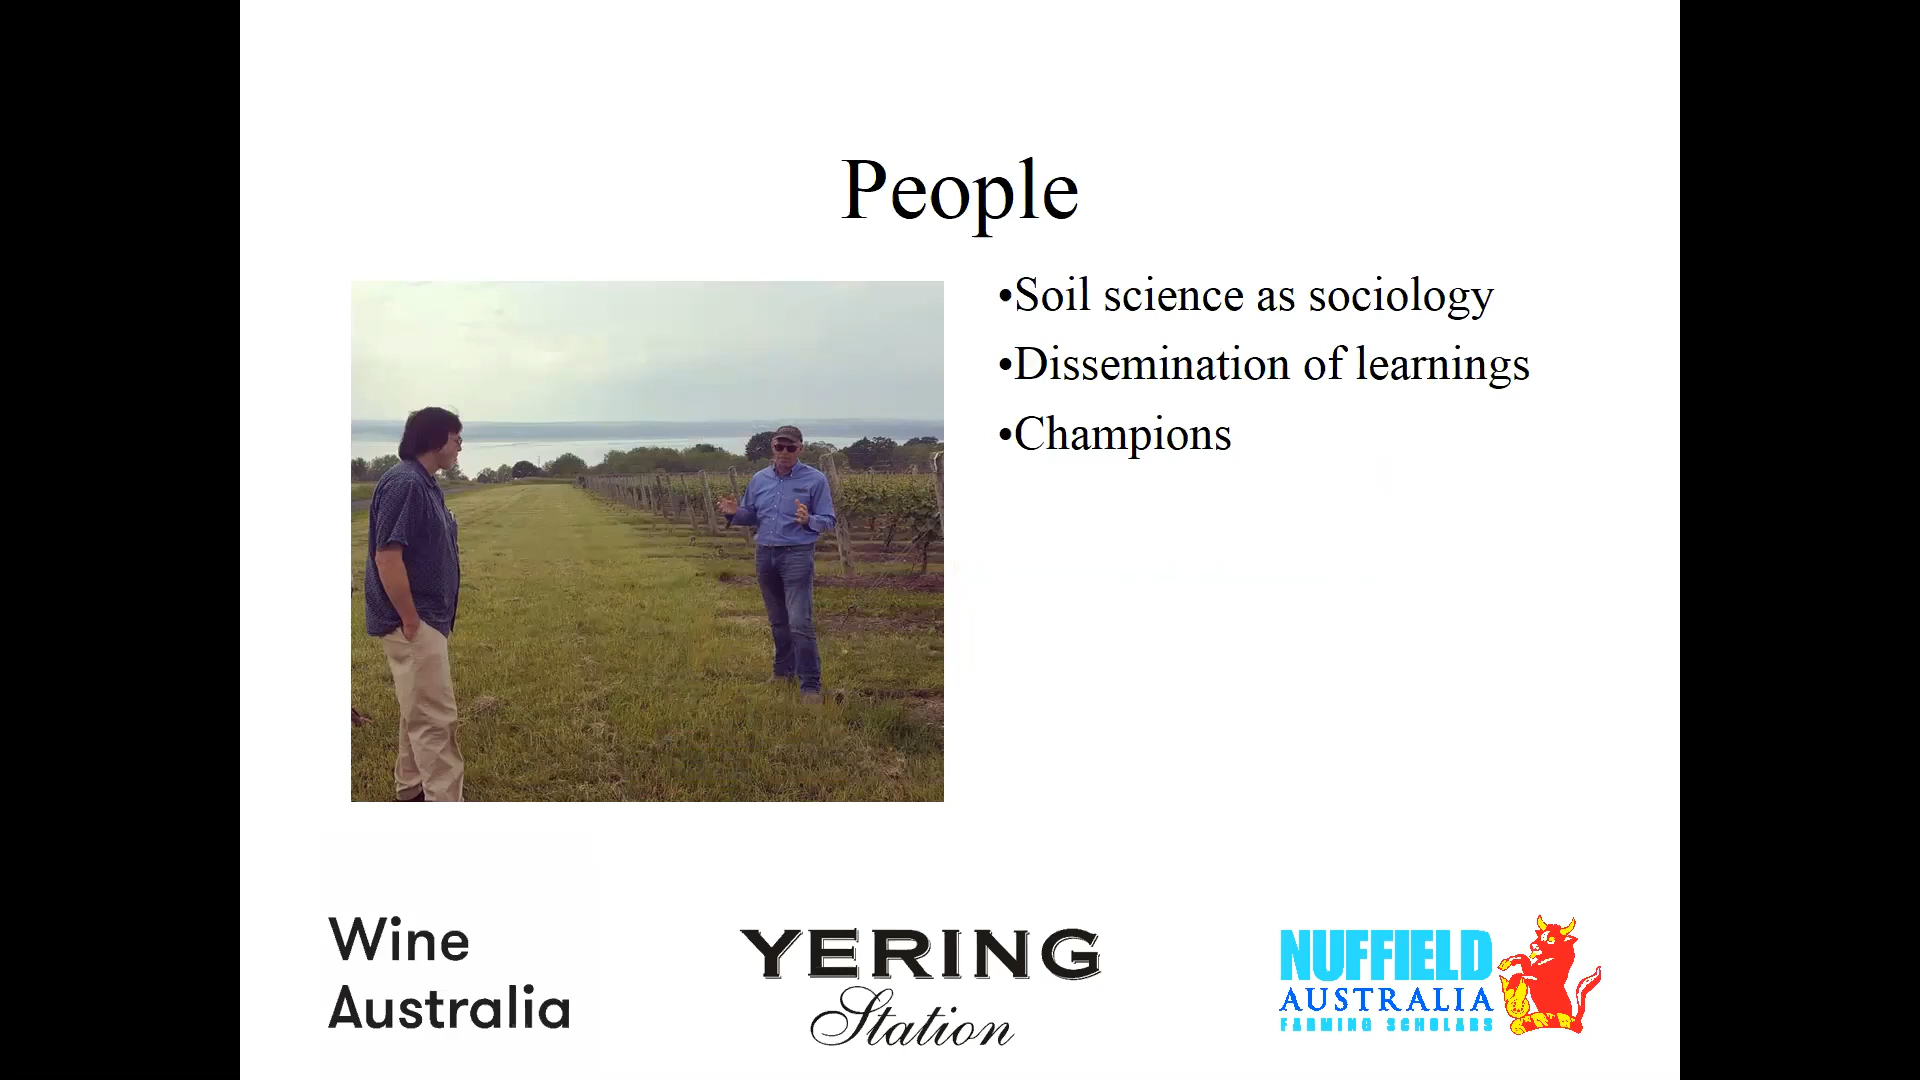 People
•Soil science as sociology
•Dissemination of learnings
•Champions
Wine
Australia
YERING
Station
NUFFIELD
AUSTRALIA
FARMING SCHOLARS